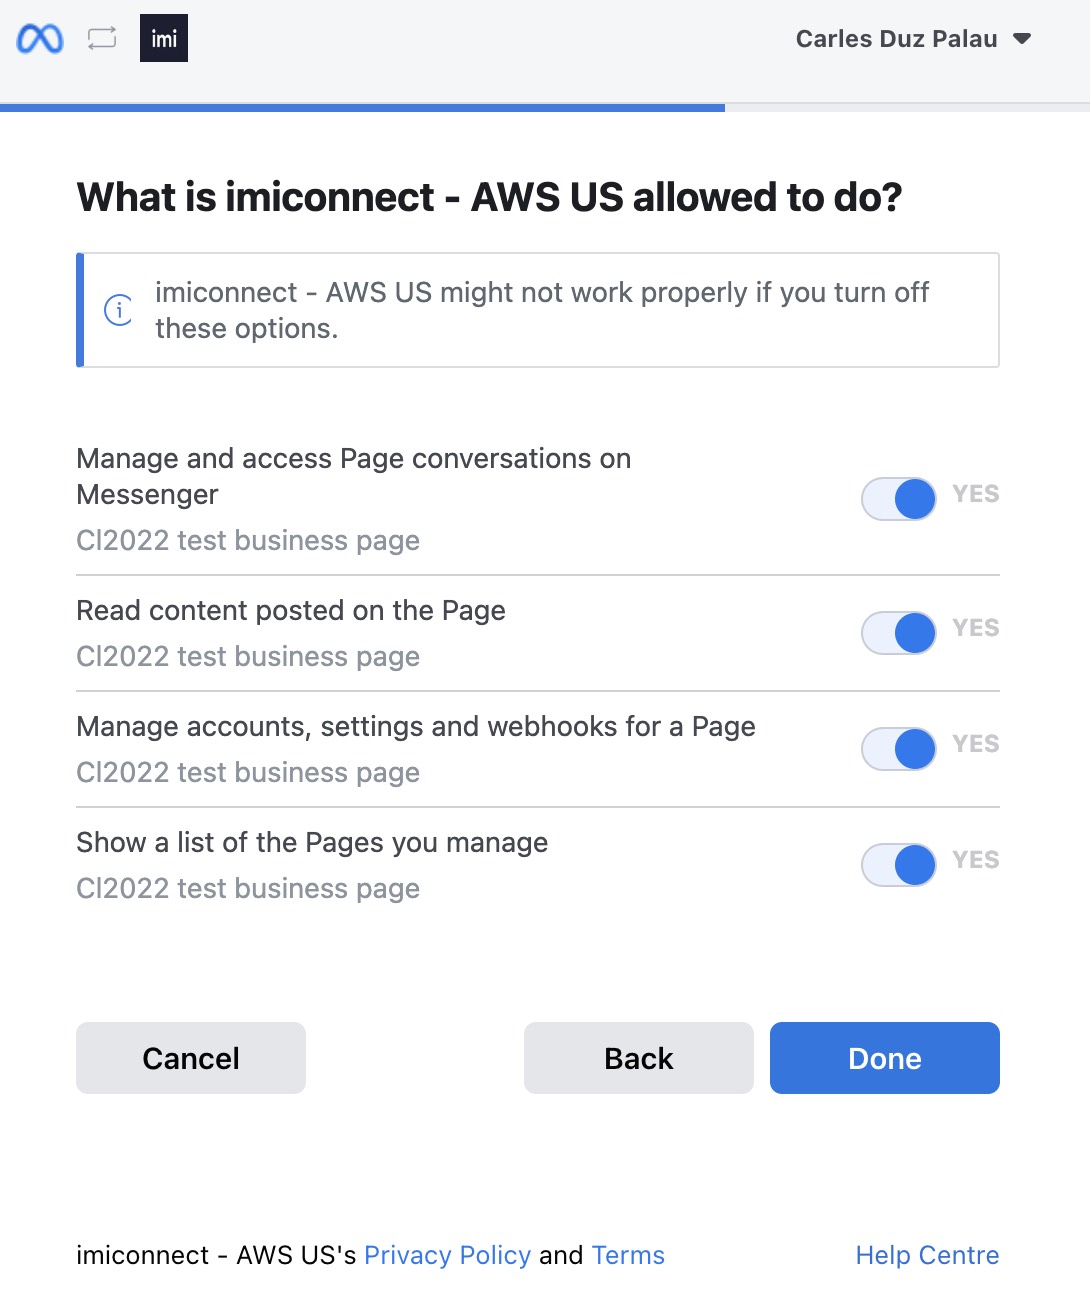 imi
Carles Duz Palau
What is imiconnect - AWS US allowed to do?
imiconnect - AWS US might not work properly if you turn off
these options.
Manage and access Page conversations on
Messenger
YES
Cl2022 test business page
Read content posted on the Page
YES
Cl2022 test business page
Manage accounts, settings and webhooks for a Page
YES
Cl2022 test business page
Show a list of the Pages you manage
YES
Cl2022 test business page
Cancel
Back
Done
imiconnect - AWS US's Privacy Policy and Terms
Help Centre